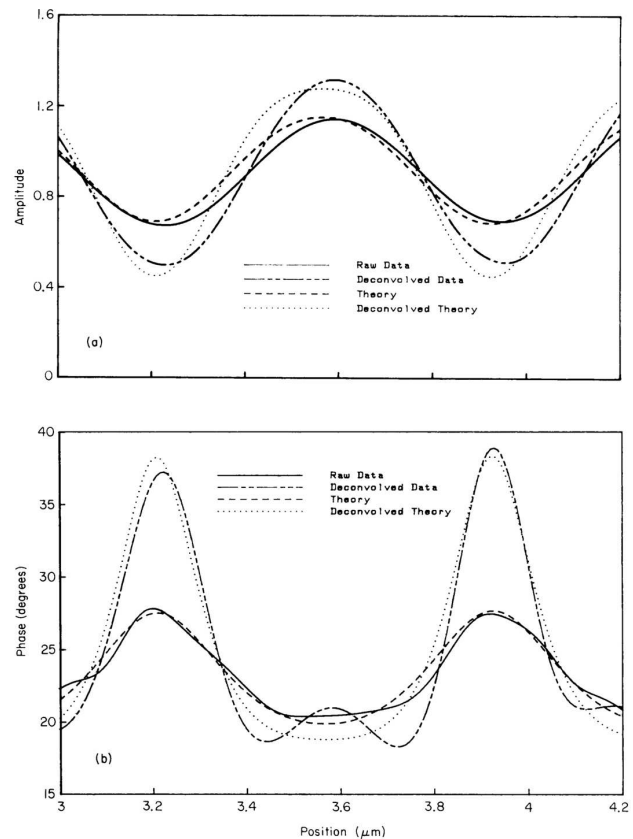 1.6
1.2
0.8
0.4
0
Amplitude
Raw Data
Deconvolved Data
Theory
Deconvolved Theory
(a)
40
35
30
25
20
15
Phase (degrees)
Raw Data
Deconvolved Data
Theory
Deconvolved Theory
(b)
3 3.2 3.4 3.6 3.8 4 4.2
Position (μm)